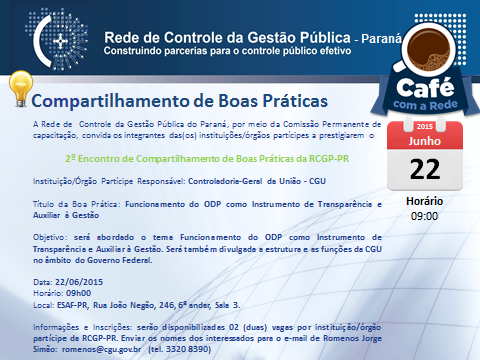 Rede de Controle da Gestão Pública - Paraná
Construindo parcerias para o controle público efetivo
Café
com a Rede
Compartilhamento de Boas Práticas
A Rede de Controle da Gestão Pública do Paraná, por meio da Comissão Permanente de
capacitação, convida os integrantes das(os) instituições/órgãos partícipes a prestigiarem o
2º Encontro de Compartilhamento de Boas Práticas da RCGP-PR
2015
Junho
22
Horário
09:00
Instituição/Órgão Partícipe Responsável: Controladoria-Geral da União - CGU
Título da Boa Prática: Funcionamento do ODP como Instrumento de Transparência e
Auxiliar à Gestão
Objetivo: será abordado o tema Funcionamento do ODP como Instrumento de
Transparência e Auxiliar à Gestão. Será também divulgada a estrutura e as funções da CGU
no âmbito do Governo Federal.
Data: 22/06/2015
Horário: 09h00
Local: ESAF-PR, Rua João Negão, 246, 6º andar, Sala 3.
Informações e Inscrições: serão disponibilizadas 02 (duas) vagas por instituição/órgão
partícipe da RCGP-PR. Enviar os nomes dos interessados para o e-mail de Romenos Jorge
Simão: romenos@cgu.gov.br (tel. 3320 8390)